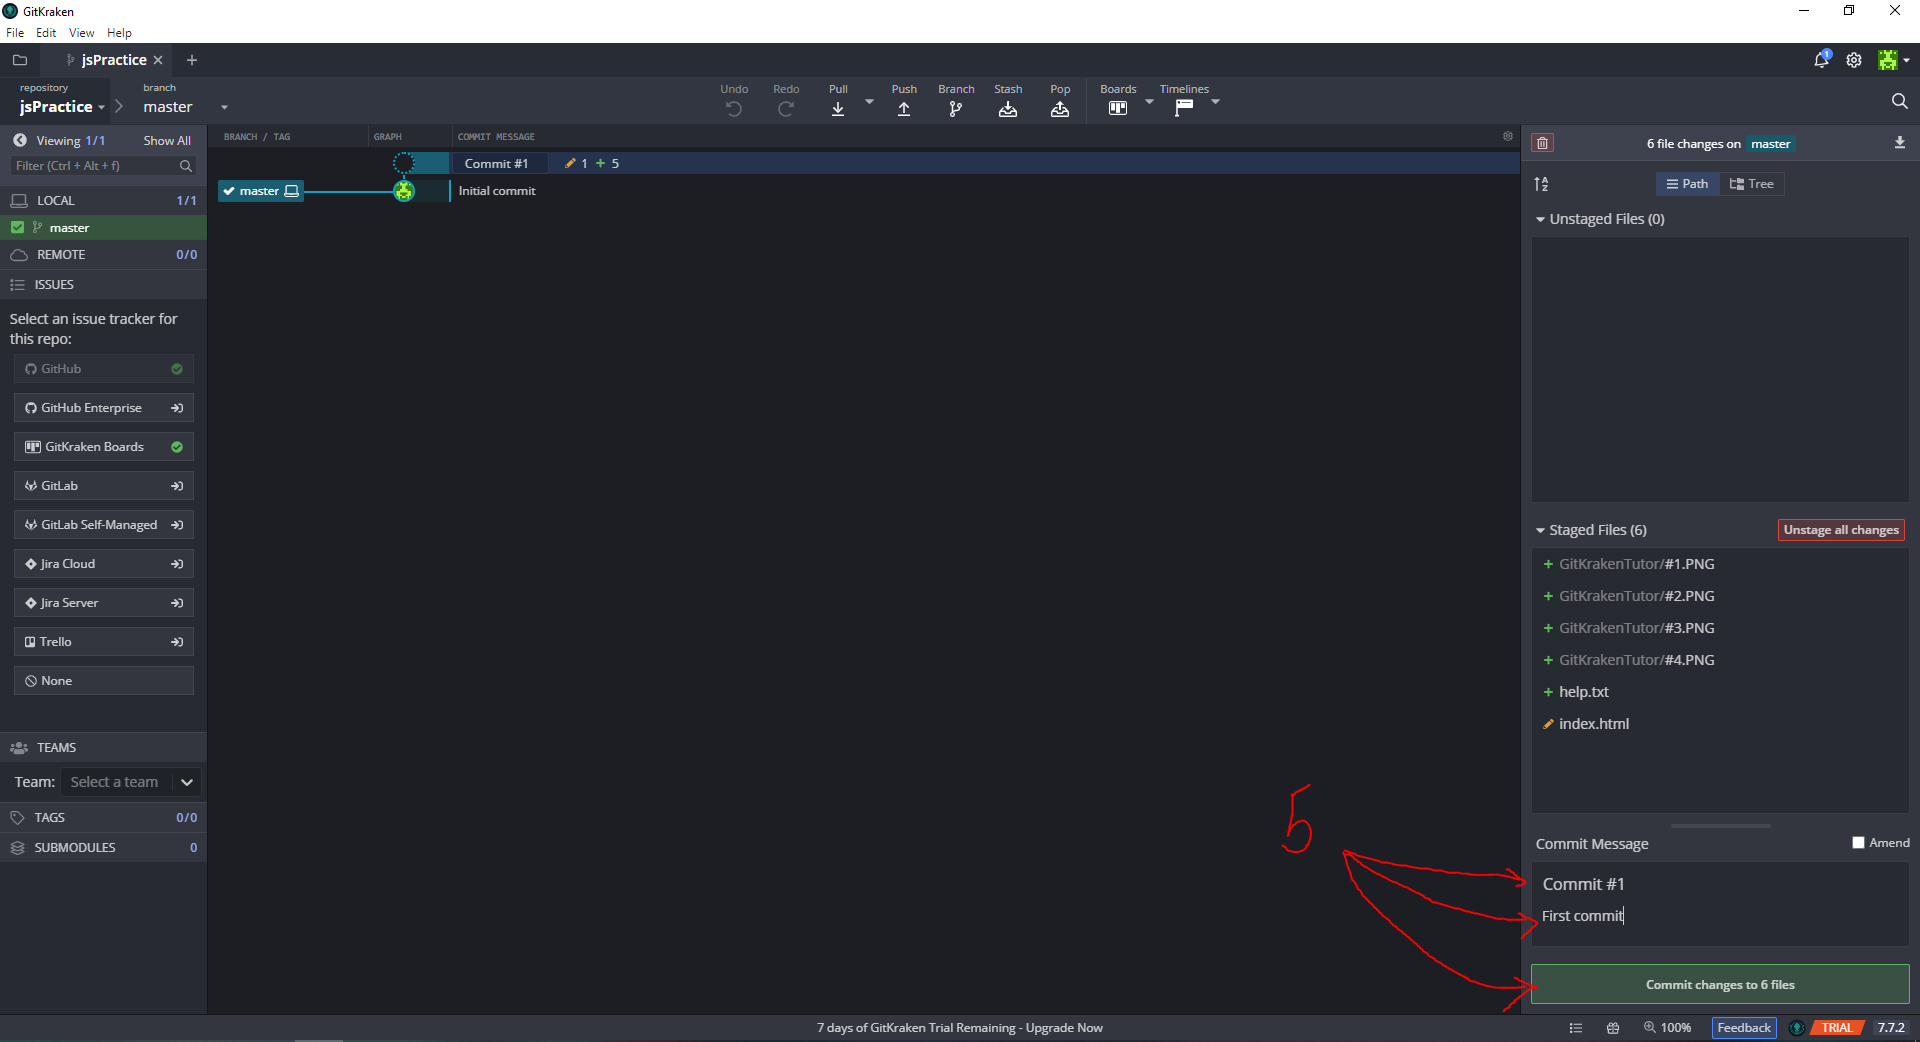 GitKraken
File Edit View Help
jsPractice
1
repository
jsPractice
branch
master
Undo Redo Pull Push Branch Stash Pop Boards Timelines
Viewing 1/1 Show All
Filter (Ctrl + Alt + f)
LOCAL 1/1
master
REMOTE 0/0
ISSUES
Select an issue tracker for
this repo:
GitHub
GitHub Enterprise
GitKraken Boards
GitLab
GitLab Self-Managed
Jira Cloud
Jira Server
Trello
None
TEAMS
Team: Select a team
TAGS 0/0
SUBMODULES 0
BRANCH / TAG GRAPH COMMIT MESSAGE
Commit #1 1 + 5
master Initial commit
5
6 file changes on master
Path Tree
Unstaged Files (0)
Staged Files (6) Unstage all changes
+ GitKrakenTutor/#1.PNG
+ GitKrakenTutor/#2.PNG
+ GitKrakenTutor/#3.PNG
+ GitKrakenTutor/#4.PNG
+ help.txt
index.html
Commit Message Amend
Commit #1
First commit
Commit changes to 6 files
7 days of GitKraken Trial Remaining - Upgrade Now
100% Feedback TRIAL 7.7.2